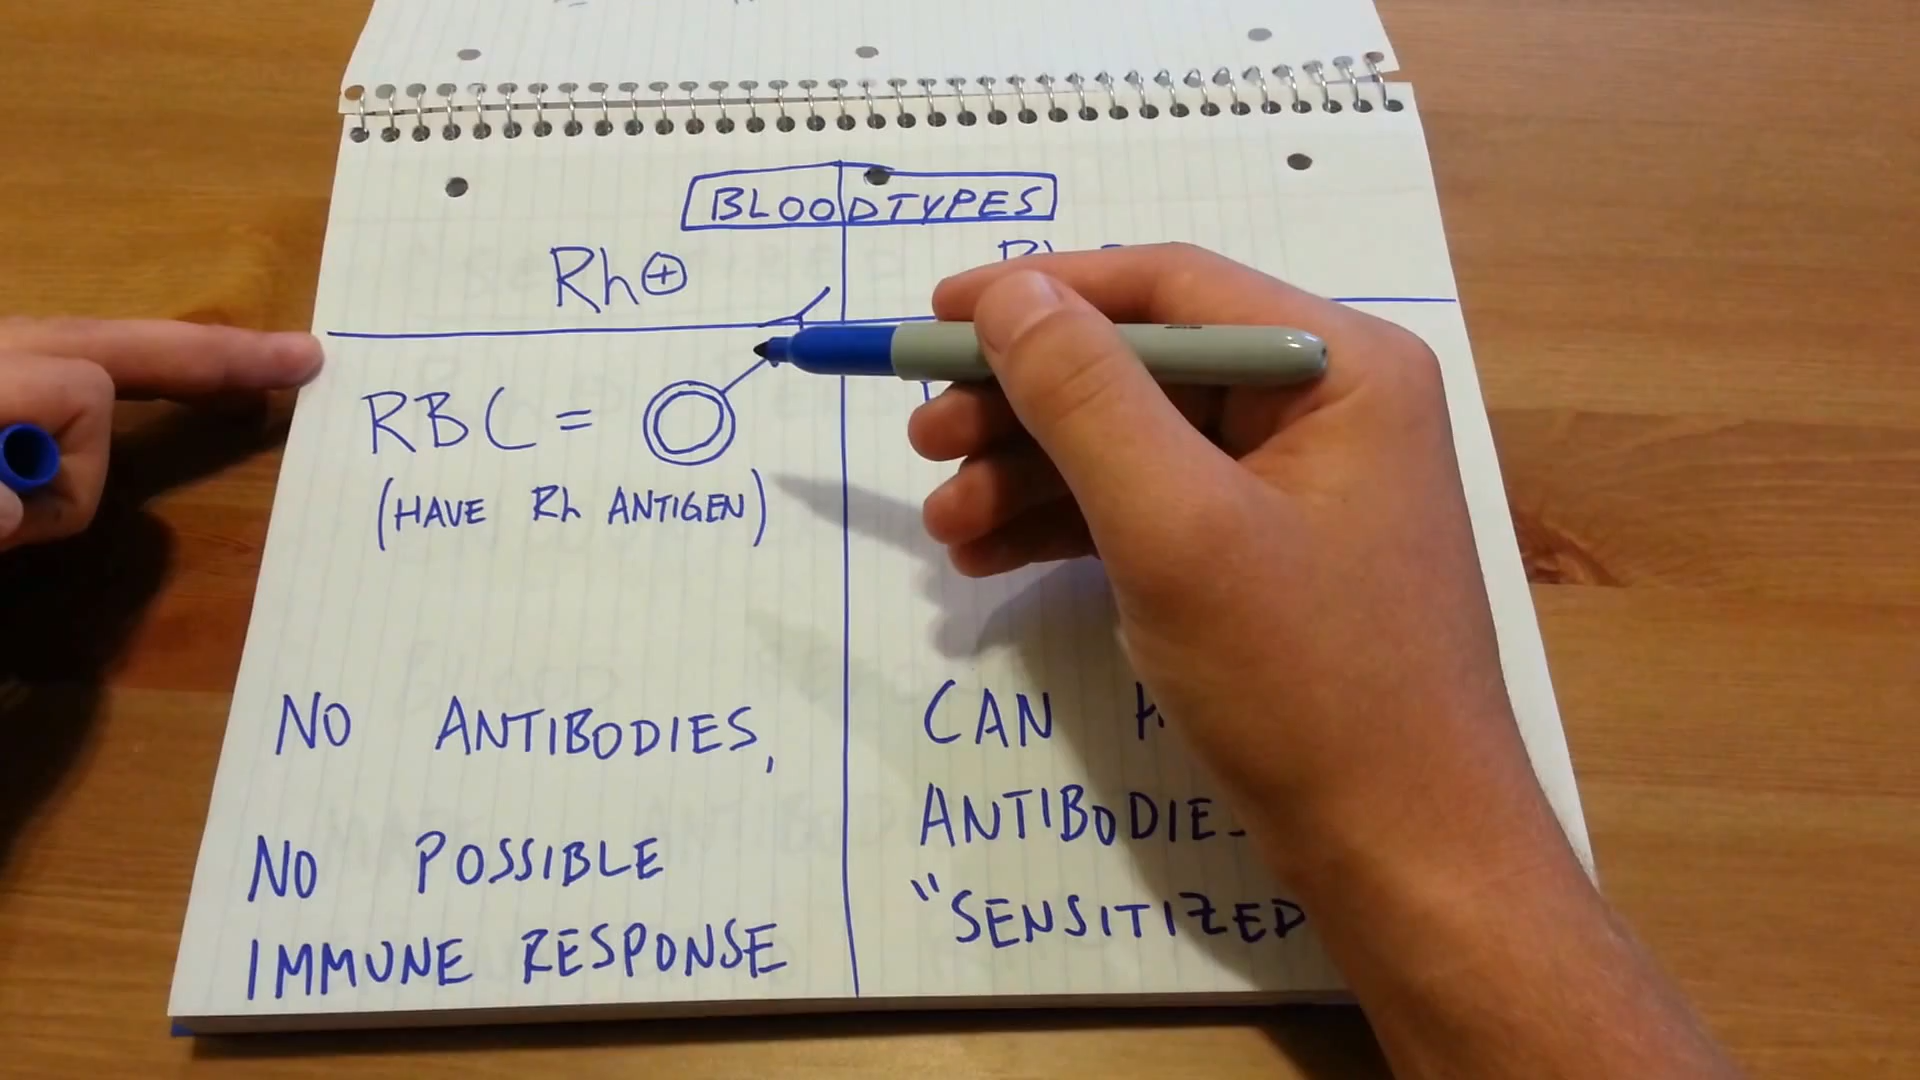 BLOODTYPES
Rh⊕
RBC =
(HAVE Rh ANTIGEN)
NO ANTIBODIES,
NO POSSIBLE
IMMUNE RESPONSE
CAN
"SENSITIZED